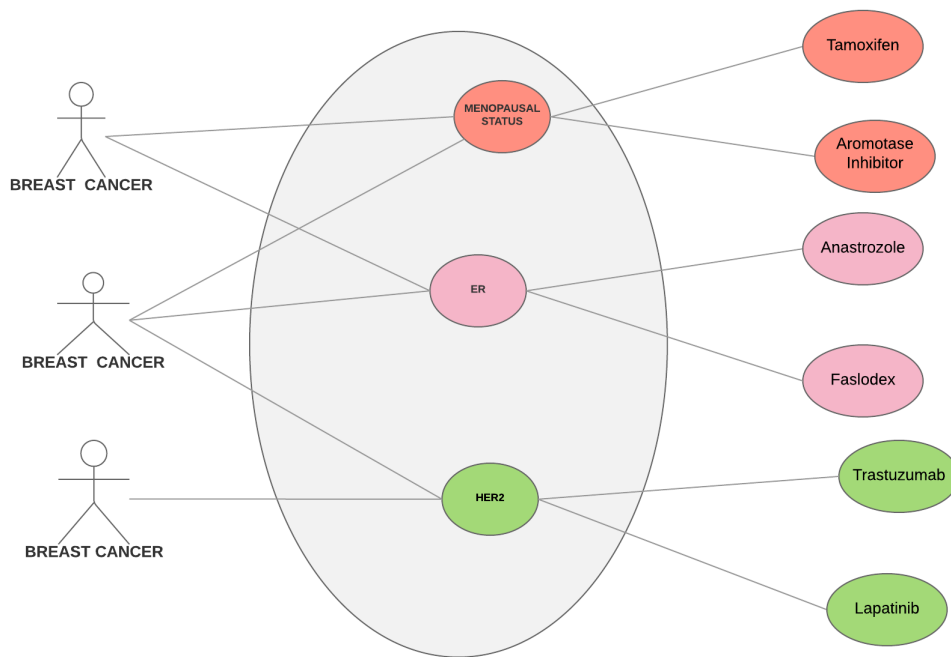 Tamoxifen
MENOPAUSAL
STATUS
Aromotase
Inhibitor
BREAST  CANCER
Anastrozole
ER
BREAST  CANCER
Faslodex
Trastuzumab
HER2
BREAST CANCER
Lapatinib